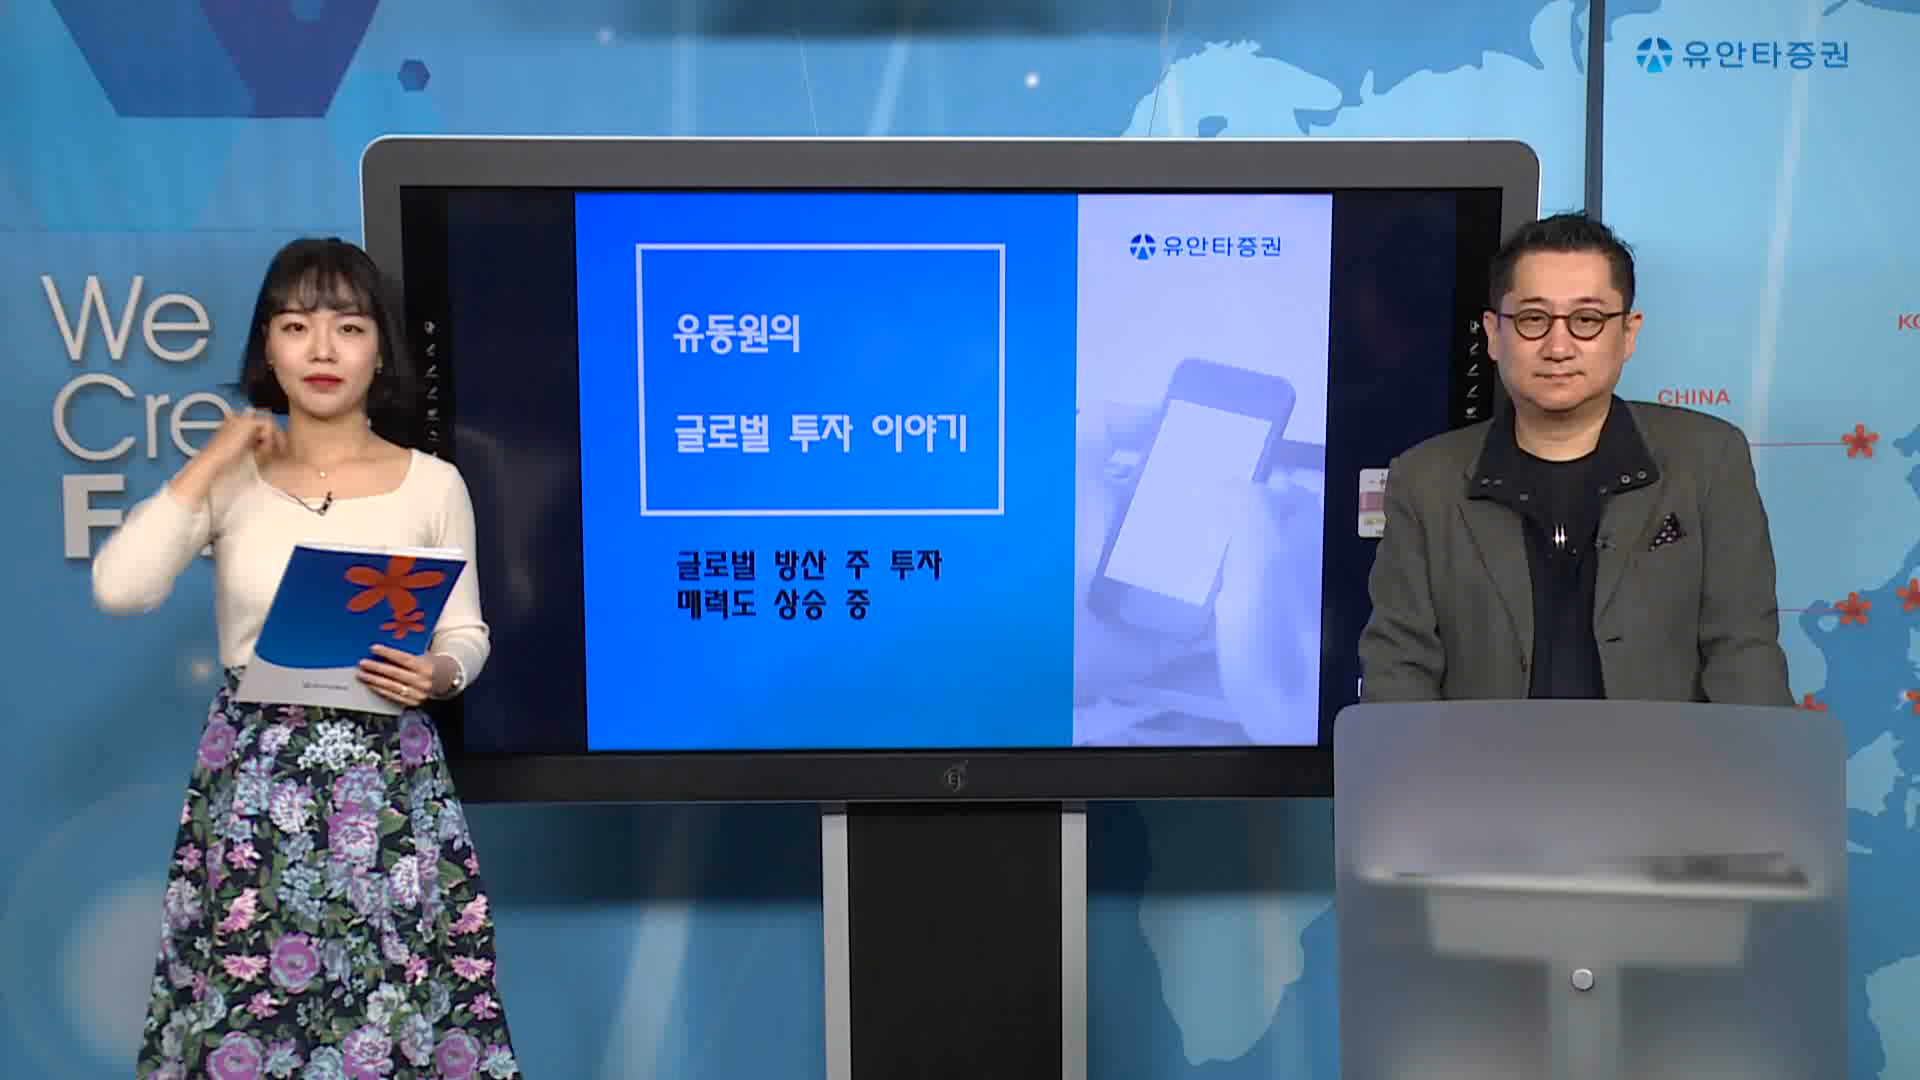 유안타증권
We
Cre
F
유안타증권
유동원의
글로벌 투자 이야기
글로벌 방산 주 투자
매력도 상승 중
CHINA